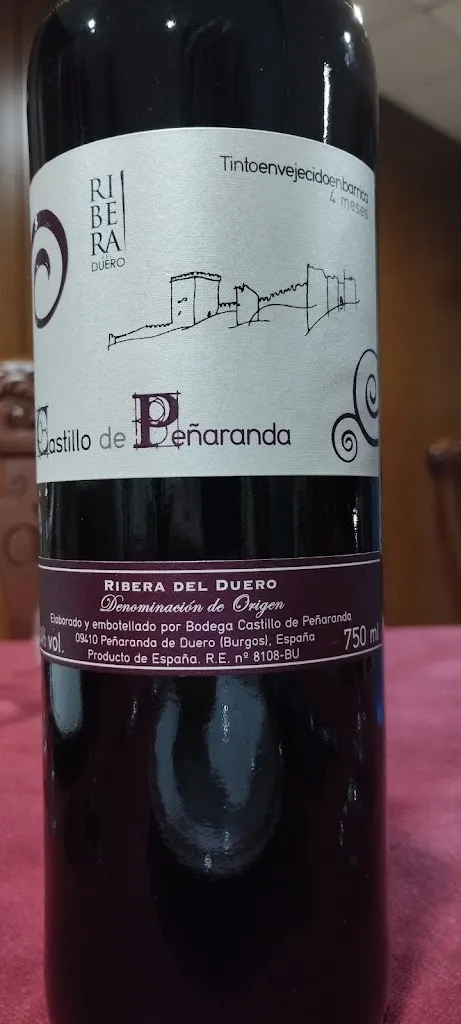 Tintoenvejecidoenbarrica
4 meses
RI
BE
RA
DEL
DUERO
Castillo de Peñaranda
RIBERA DEL DUERO
Denominación de Origen
Elaborado y embotellado por Bodega Castillo de Peñaranda
09410 Peñaranda de Duero (Burgos), España
vol.
750 ml
Producto de España. R.E. nº 8108-BU